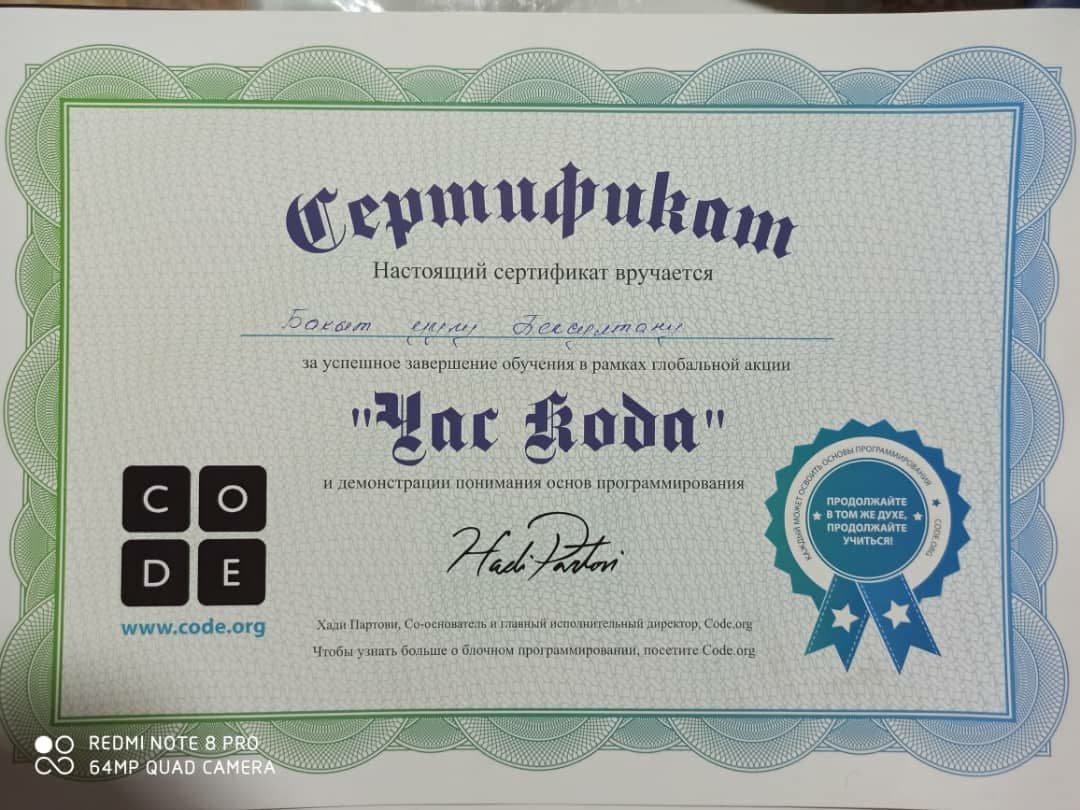 Сертификат
Настоящий сертификат вручается
Бакыт уулу Бексултану
за успешное завершение обучения в рамках глобальной акции
"Час Кода"
и демонстрации понимания основ программирования
C O
D E
www.code.org
Hadi Partovi
КАЖДЫЙ МОЖЕТ ОСВОИТЬ ОСНОВЫ ПРОГРАММИРОВАНИЯ
CODE.ORG
ПРОДОЛЖАЙТЕ
В ТОМ ЖЕ ДУХЕ,
ПРОДОЛЖАЙТЕ
УЧИТЬСЯ!
Хади Партови, Со-основатель и главный исполнительный директор, Code.org
Чтобы узнать больше о блочном программировании, посетите Code.org
REDMI NOTE 8 PRO
64MP QUAD CAMERA